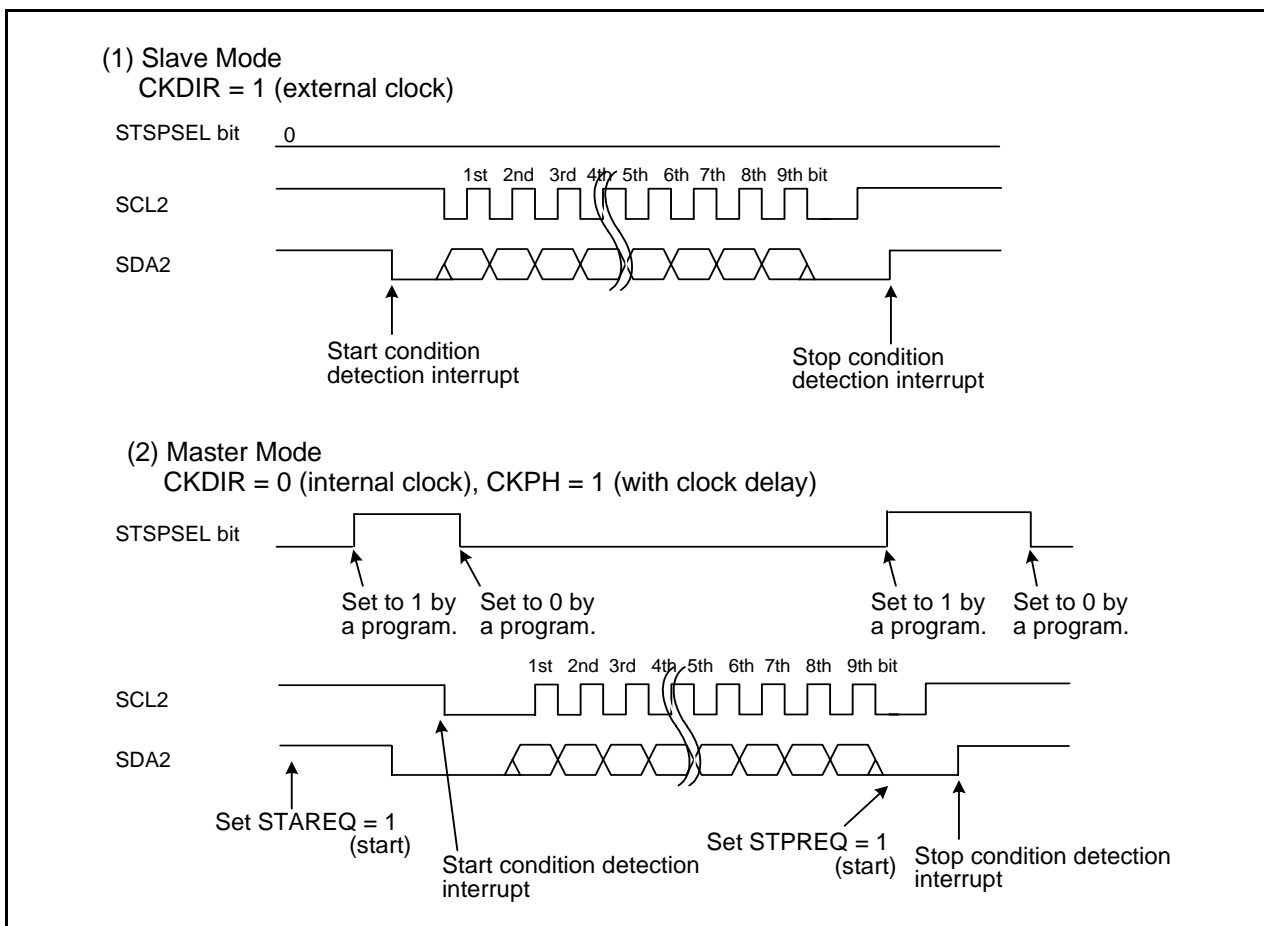 (1) Slave Mode
CKDIR = 1 (external clock)
STSPSEL bit
0
1st 2nd 3rd 4th 5th 6th 7th 8th 9th bit
SCL2
SDA2
Start condition
detection interrupt
Stop condition
detection interrupt
(2) Master Mode
CKDIR = 0 (internal clock), CKPH = 1 (with clock delay)
STSPSEL bit
Set to 1 by
a program.
Set to 0 by
a program.
Set to 1 by
a program.
Set to 0 by
a program.
1st 2nd 3rd 4th 5th 6th 7th 8th 9th bit
SCL2
SDA2
Set STAREQ = 1
(start)
Start condition detection
interrupt
Set STPREQ = 1
(start)
Stop condition detection
interrupt